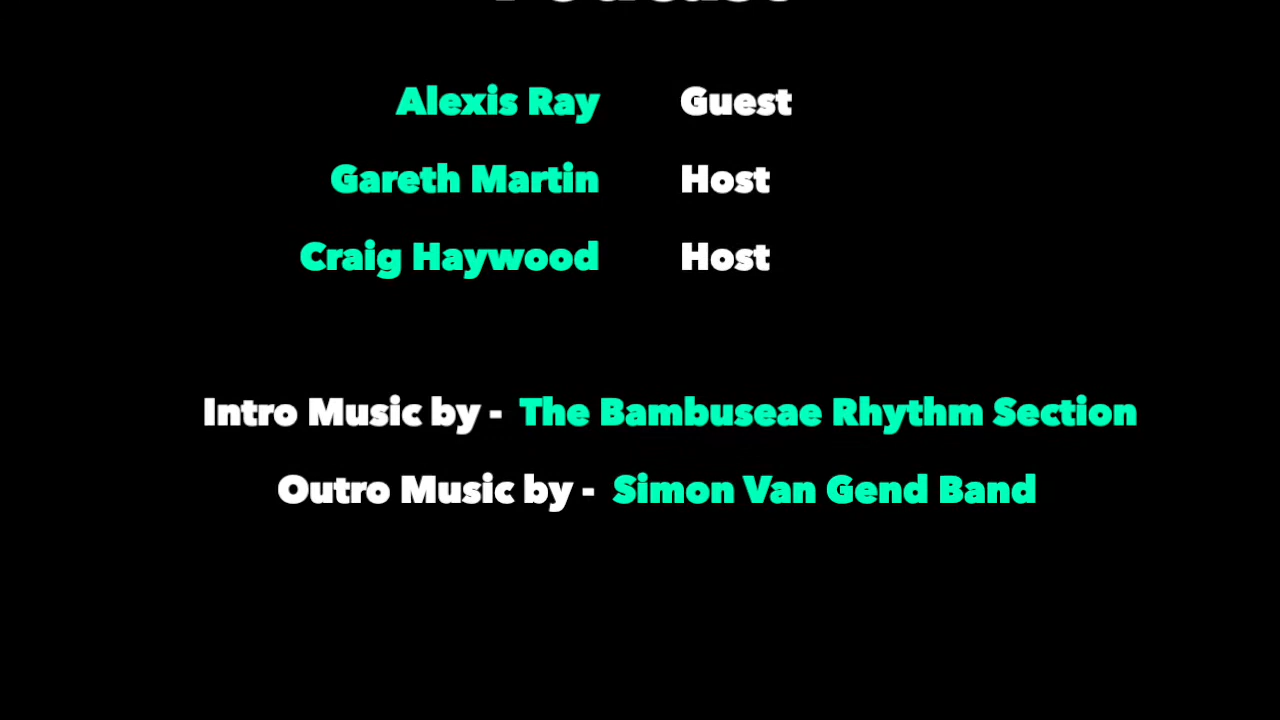 Podcast
Alexis Ray Guest
Gareth Martin Host
Craig Haywood Host
Intro Music by - The Bambuseae Rhythm Section
Outro Music by - Simon Van Gend Band